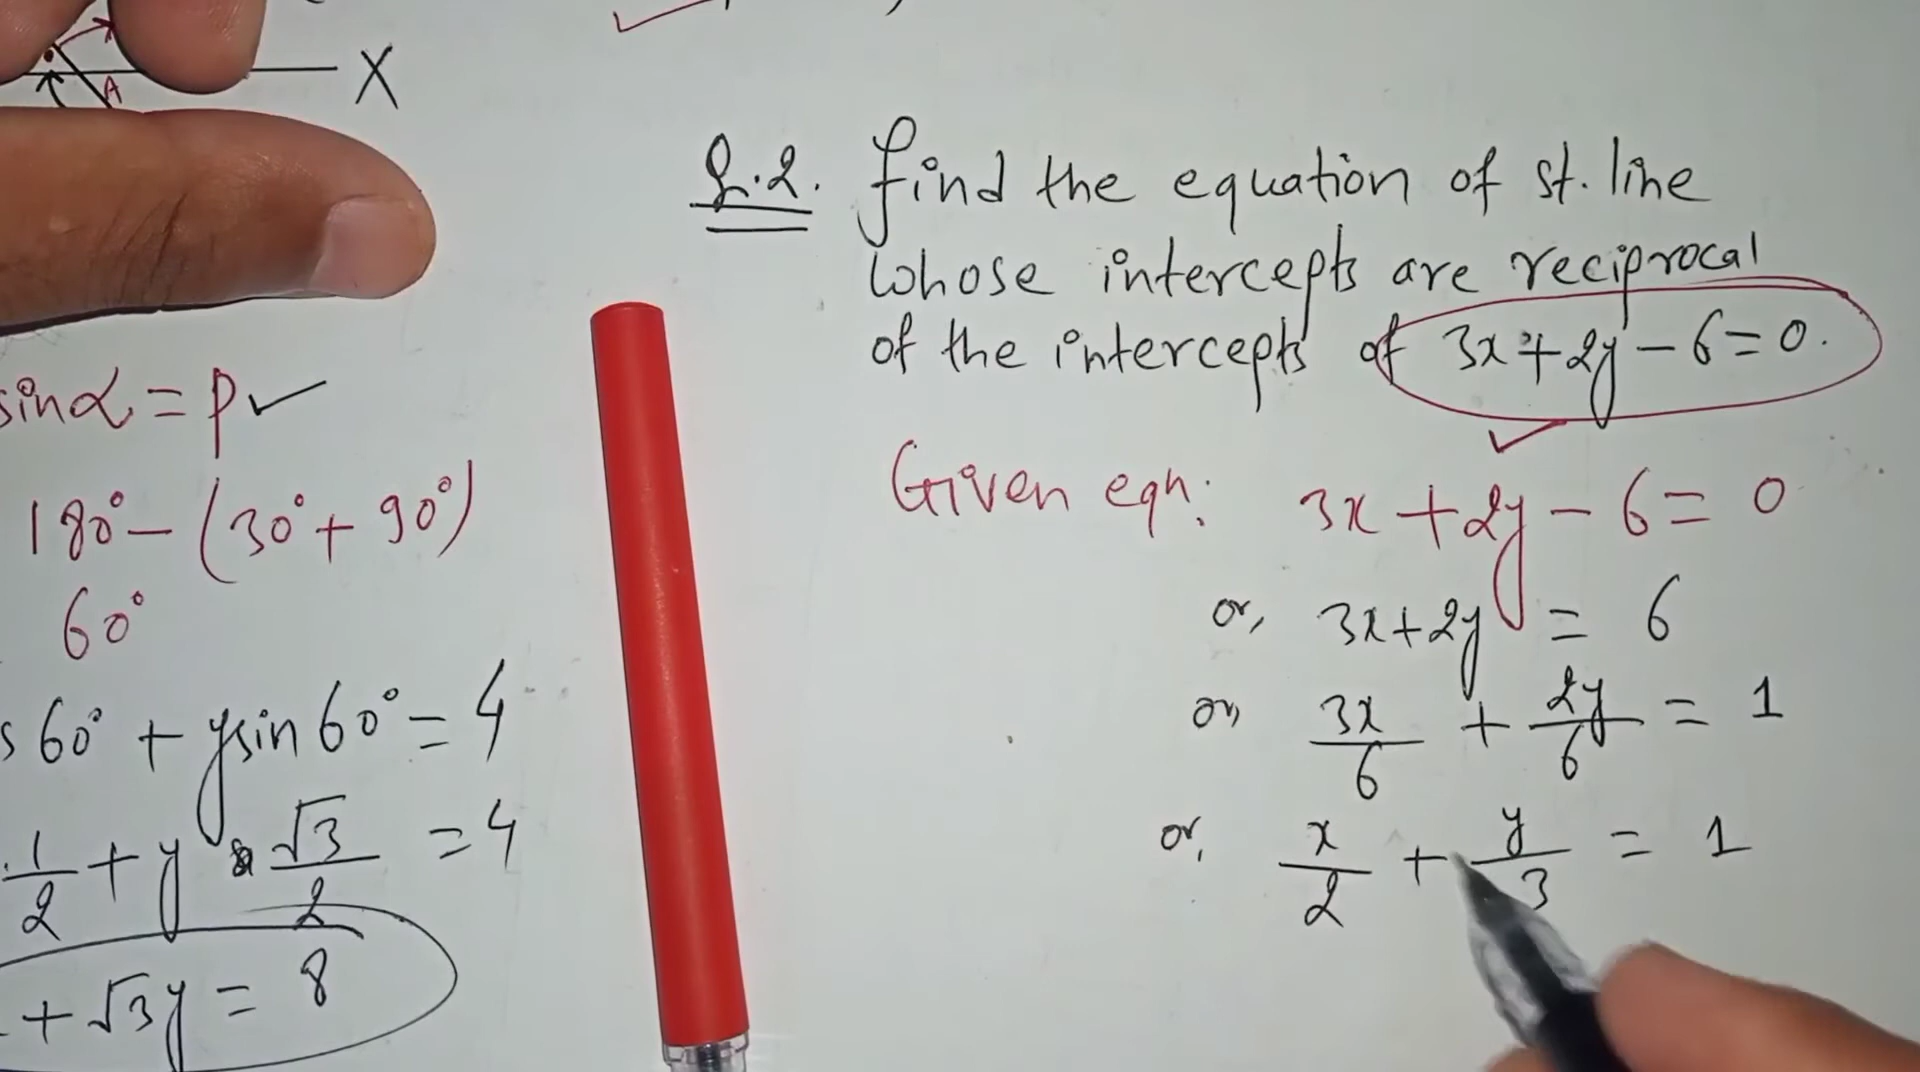 X
A
sinα = p ✓
180° - (30° + 90°)
60°
s 60° + y sin 60° = 4
. 1/2 + y √3/2 = 4
+ √3y = 8
Q.2. find the equation of st. line
whose intercepts are reciprocal
of the intercepts of 3x + 2y - 6 = 0.
Given eqn: 3x + 2y - 6 = 0
or, 3x + 2y = 6
or, 3x/6 + 2y/6 = 1
or, x/2 + y/3 = 1